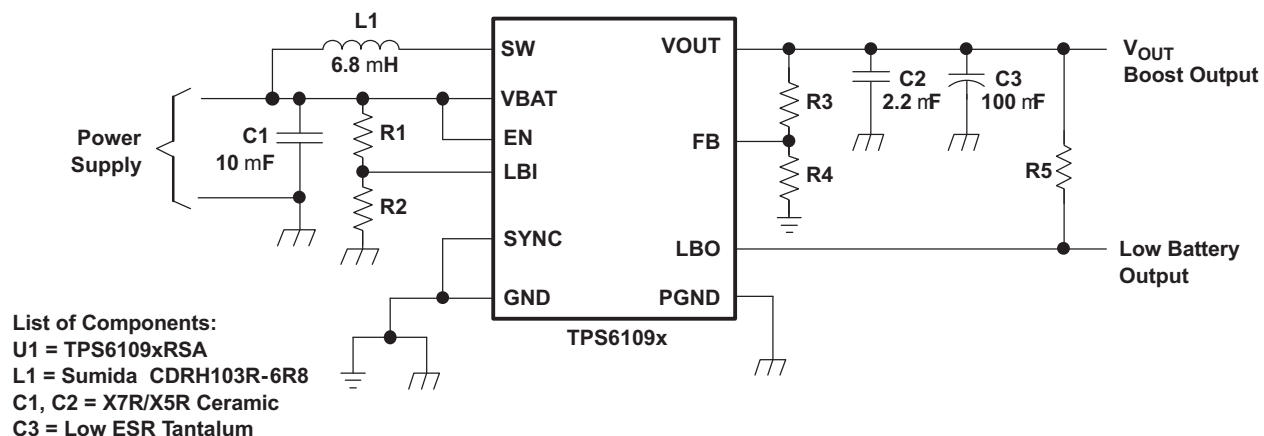 L1
6.8 mH
SW
VOUT
VOUT
Boost Output
C2
2.2 mF
C3
100 mF
R3
VBAT
Power
Supply
C1
10 mF
R1
EN
FB
LBI
R4
R5
R2
SYNC
LBO
Low Battery
Output
GND
PGND
TPS6109x
List of Components:
U1 = TPS6109xRSA
L1 = Sumida CDRH103R-6R8
C1, C2 = X7R/X5R Ceramic
C3 = Low ESR Tantalum